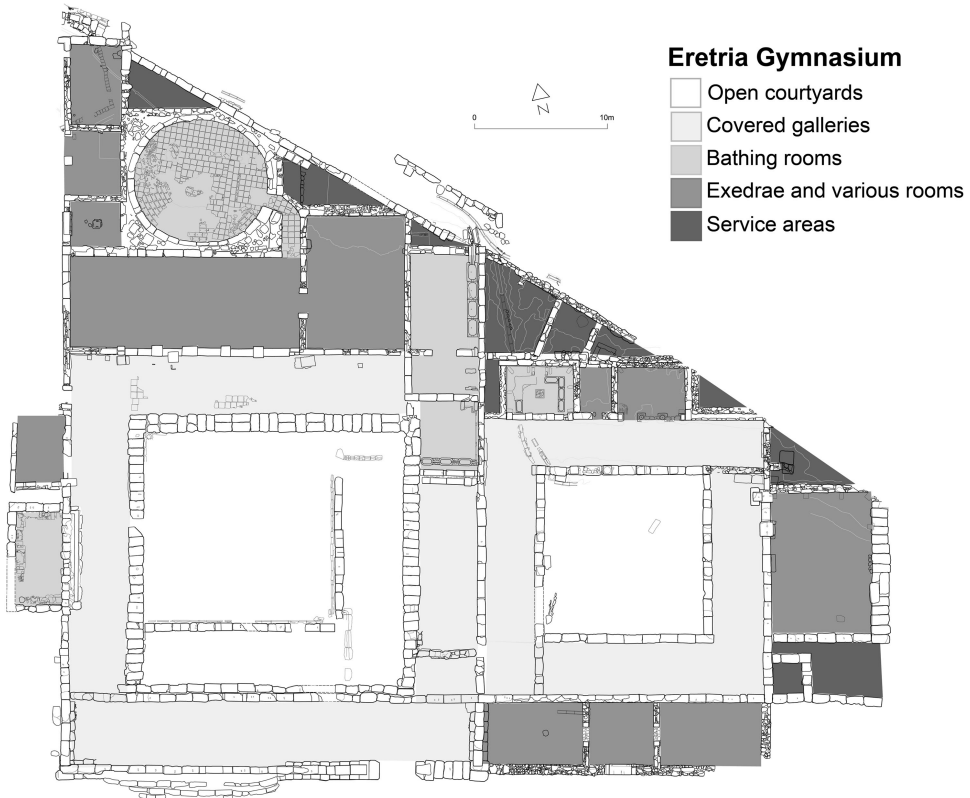 Eretria Gymnasium
Open courtyards
Covered galleries
Bathing rooms
Exedrae and various rooms
Service areas
N
0 10m